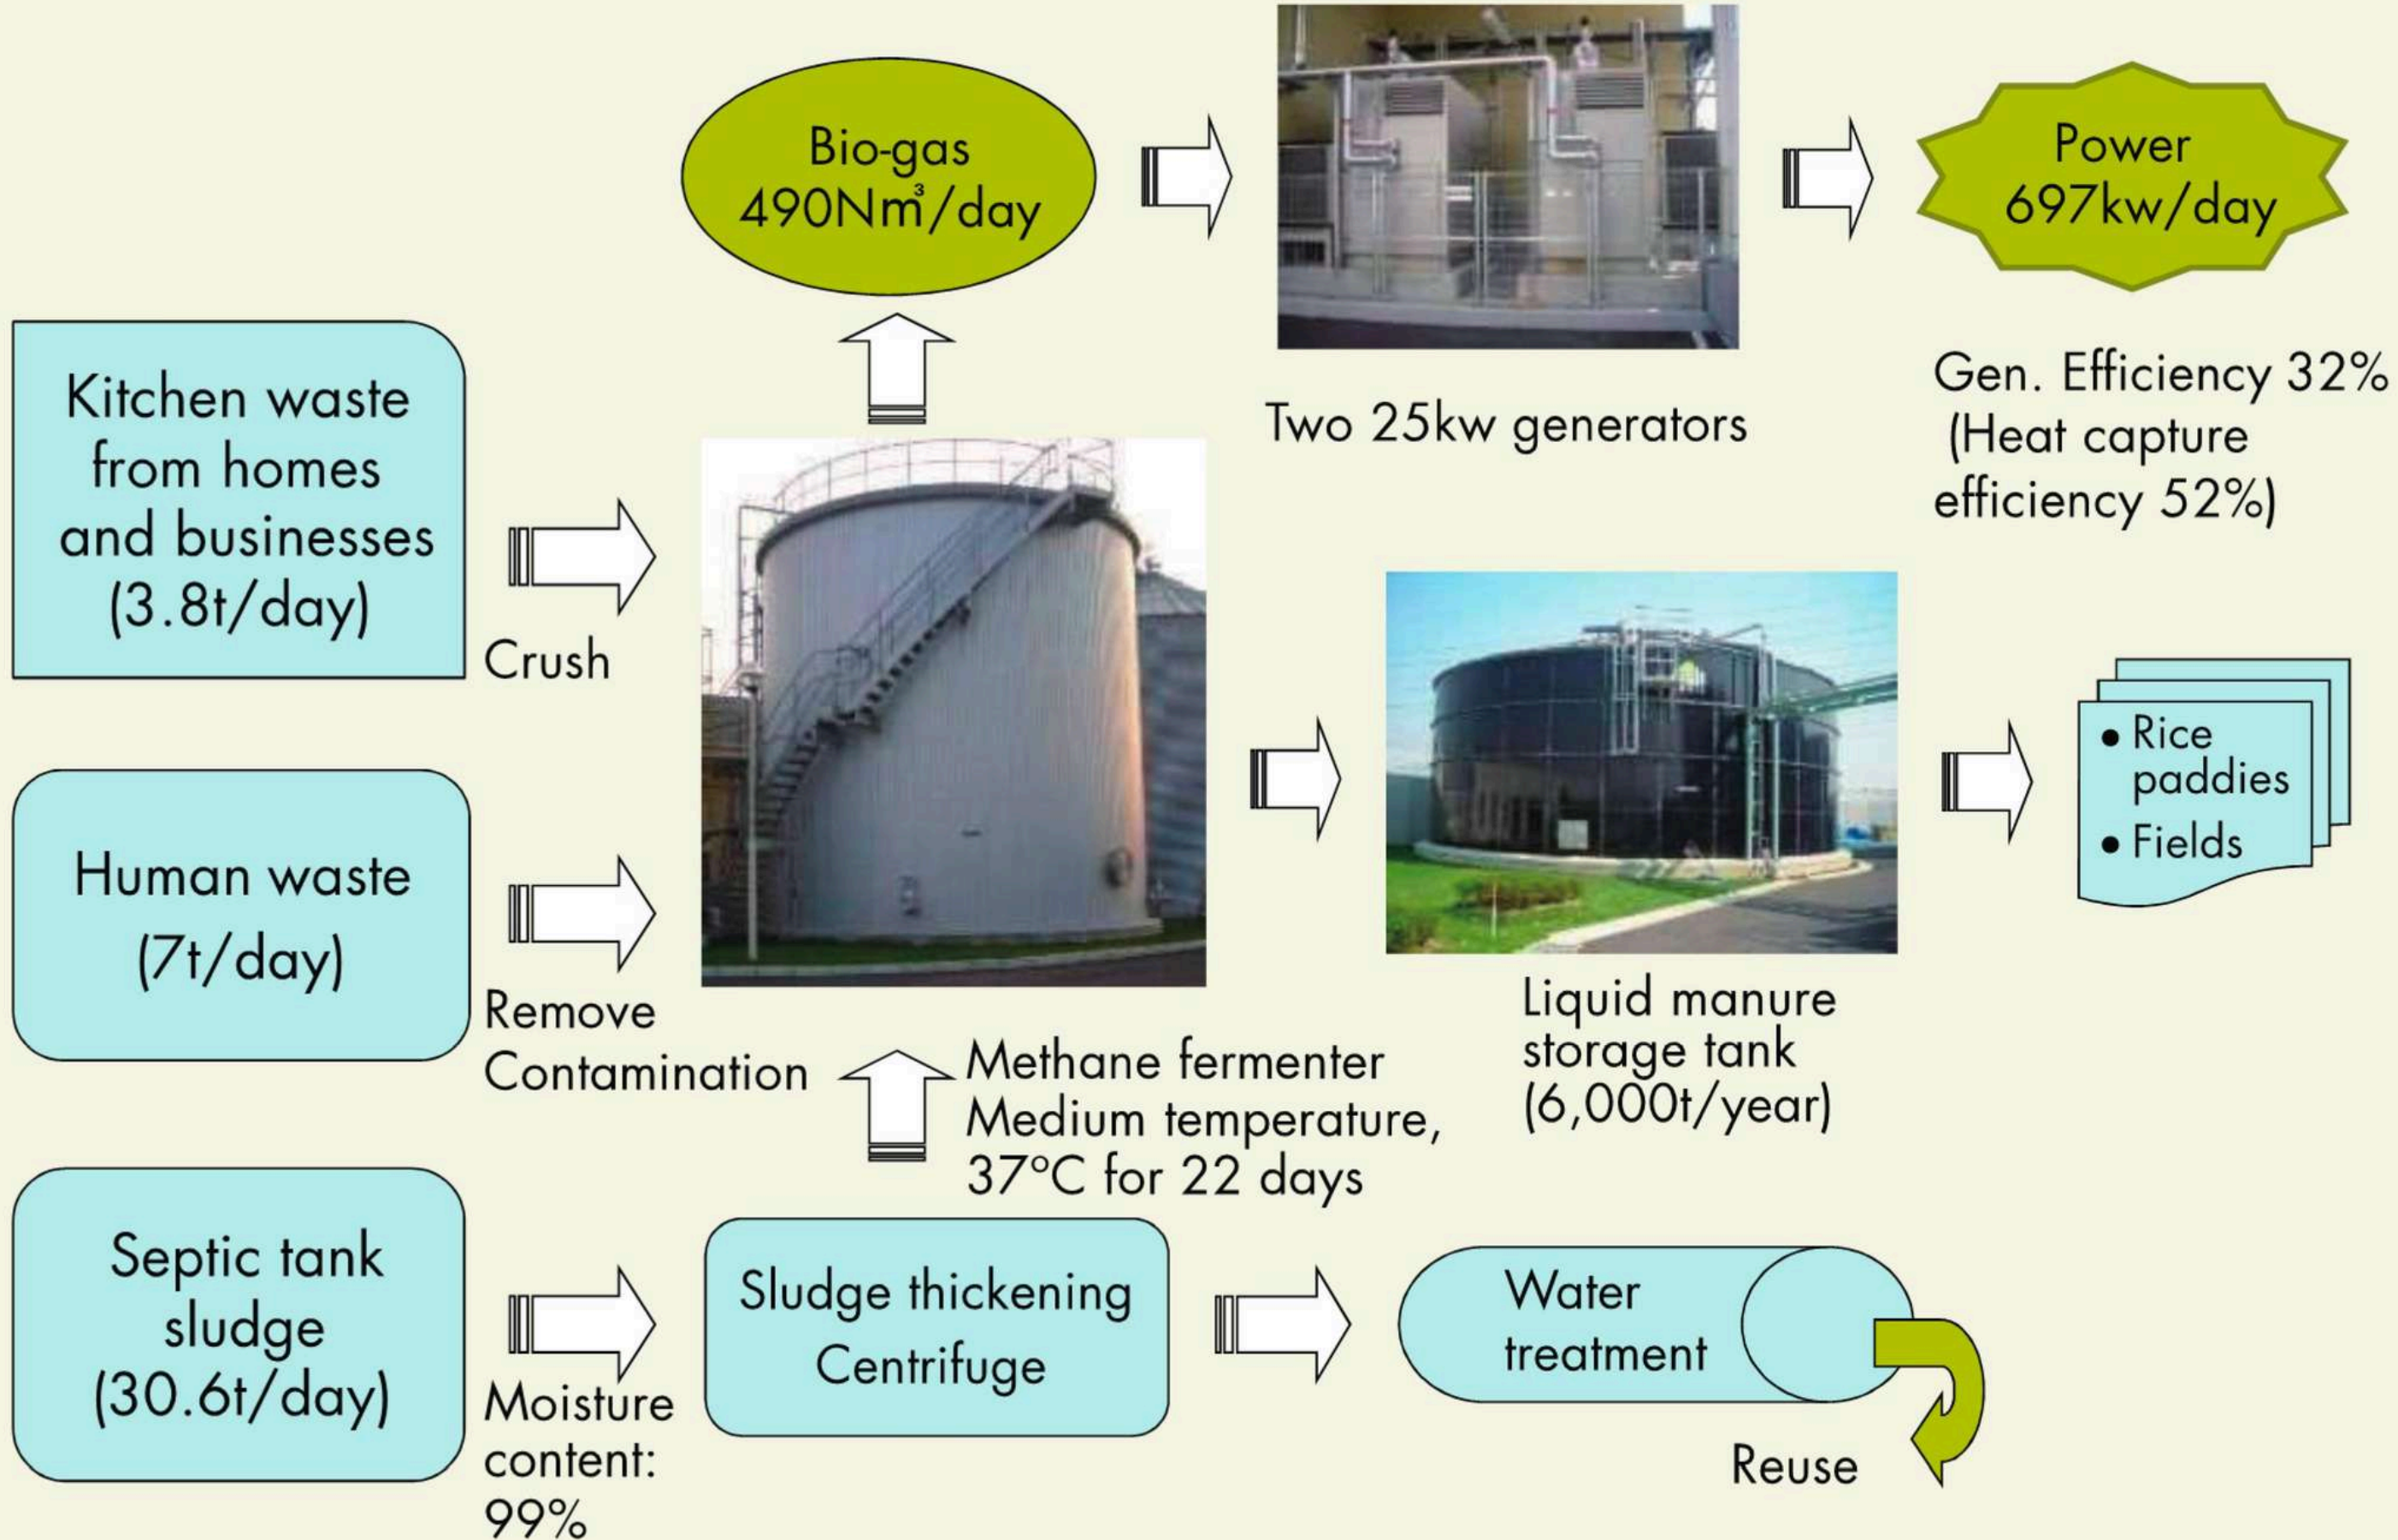 Bio-gas
490Nm³/day
Power
697kw/day
Two 25kw generators
Gen. Efficiency 32%
(Heat capture
efficiency 52%)
Kitchen waste
from homes
and businesses
(3.8t/day)
Crush
Human waste
(7t/day)
Remove
Contamination
Methane fermenter
Medium temperature,
37°C for 22 days
Liquid manure
storage tank
(6,000t/year)
• Rice
paddies
• Fields
Septic tank
sludge
(30.6t/day)
Moisture
content:
99%
Sludge thickening
Centrifuge
Water
treatment
Reuse